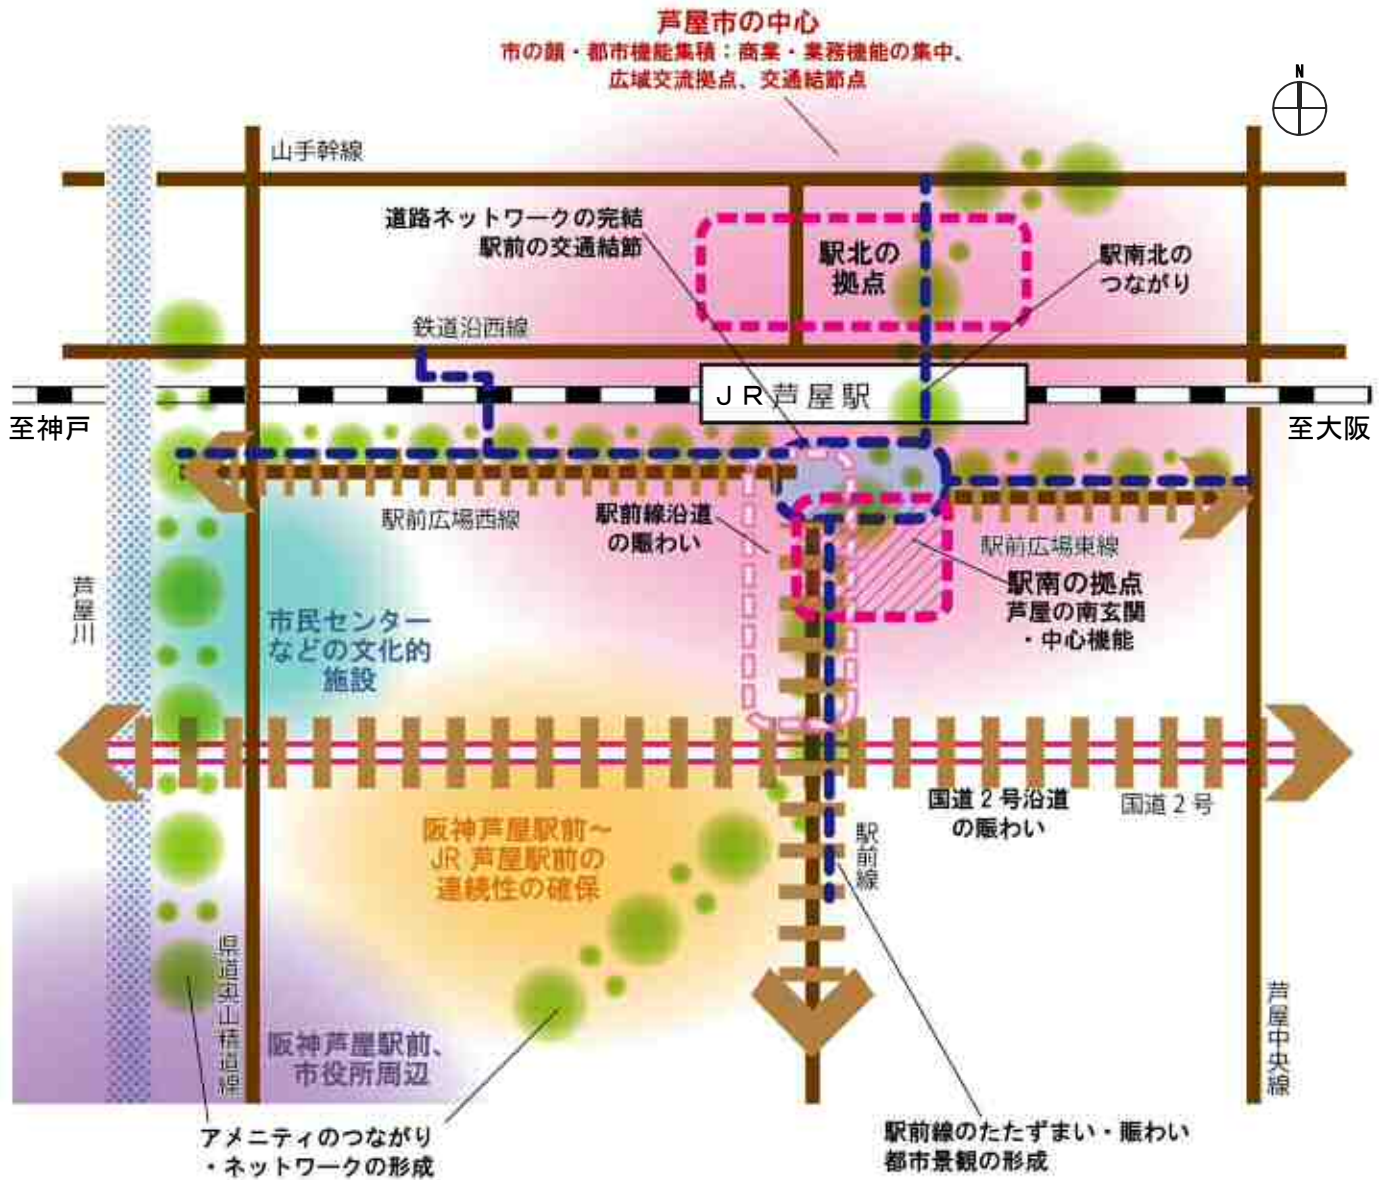 芦屋市の中心
市の顔・都市機能集積：商業・業務機能の集中、
広域交流拠点、交通結節点
N
山手幹線
道路ネットワークの完結
駅前の交通結節
駅北の
拠点
駅南北の
つながり
鉄道沿西線
ＪＲ芦屋駅
至神戸
至大阪
駅前広場西線
駅前線沿道
の賑わい
駅前広場東線
駅南の拠点
芦屋の南玄関
・中心機能
芦屋川
市民センター
などの文化的
施設
国道２号沿道
の賑わい
国道２号
阪神芦屋駅前～
JR 芦屋駅前の
連続性の確保
駅前線
県道奥山精道線
芦屋中央線
阪神芦屋駅前、
市役所周辺
アメニティのつながり
・ネットワークの形成
駅前線のたたずまい・賑わい
都市景観の形成